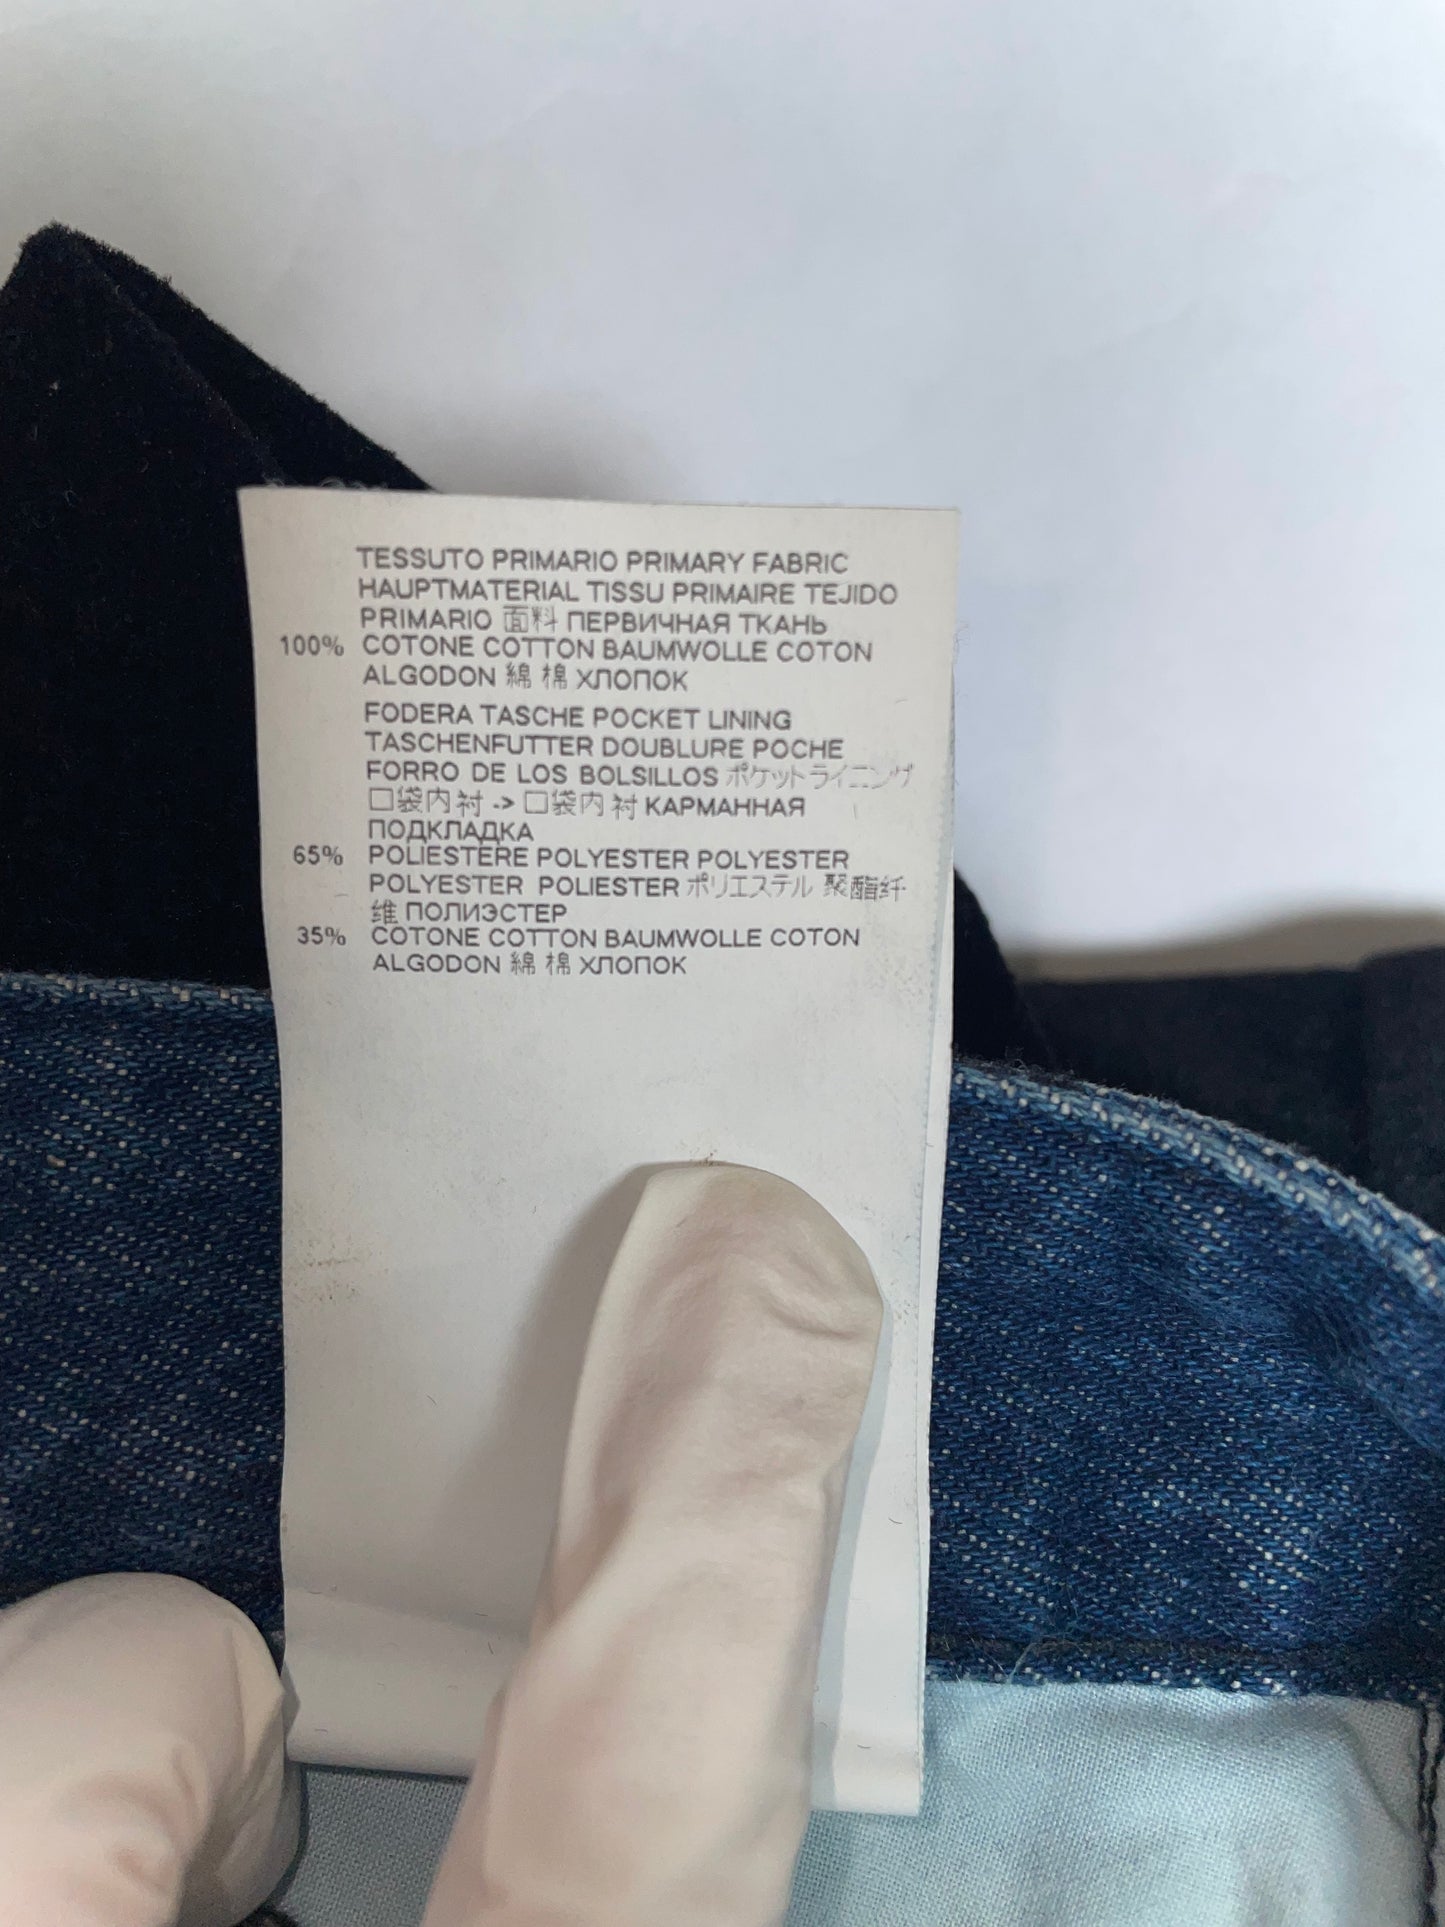 TESSUTO PRIMARIO PRIMARY FABRIC
HAUPTMATERIAL TISSU PRIMAIRE TEJIDO
PRIMARIO 面料 ПЕРВИЧНАЯ ТКАНЬ
100% COTONE COTTON BAUMWOLLE COTON
ALGODON 綿 棉 ХЛОПОК
FODERA TASCHE POCKET LINING
TASCHENFUTTER DOUBLURE POCHE
FORRO DE LOS BOLSILLOS ポケットライニング
口袋内衬 -> 口袋内衬 КАРМАННАЯ
ПОДКЛАДКА
65% POLIESTERE POLYESTER POLYESTER
POLYESTER POLIESTER ポリエステル 聚酯纤
维 ПОЛИЭСТЕР
35% COTONE COTTON BAUMWOLLE COTON
ALGODON 綿 棉 ХЛОПОК